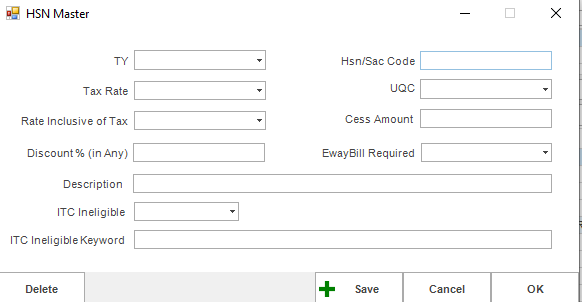 HSN Master
TY Hsn/Sac Code
Tax Rate UQC
Rate Inclusive of Tax Cess Amount
Discount % (in Any) EwayBill Required
Description
ITC Ineligible
ITC Ineligible Keyword
Delete Save Cancel OK